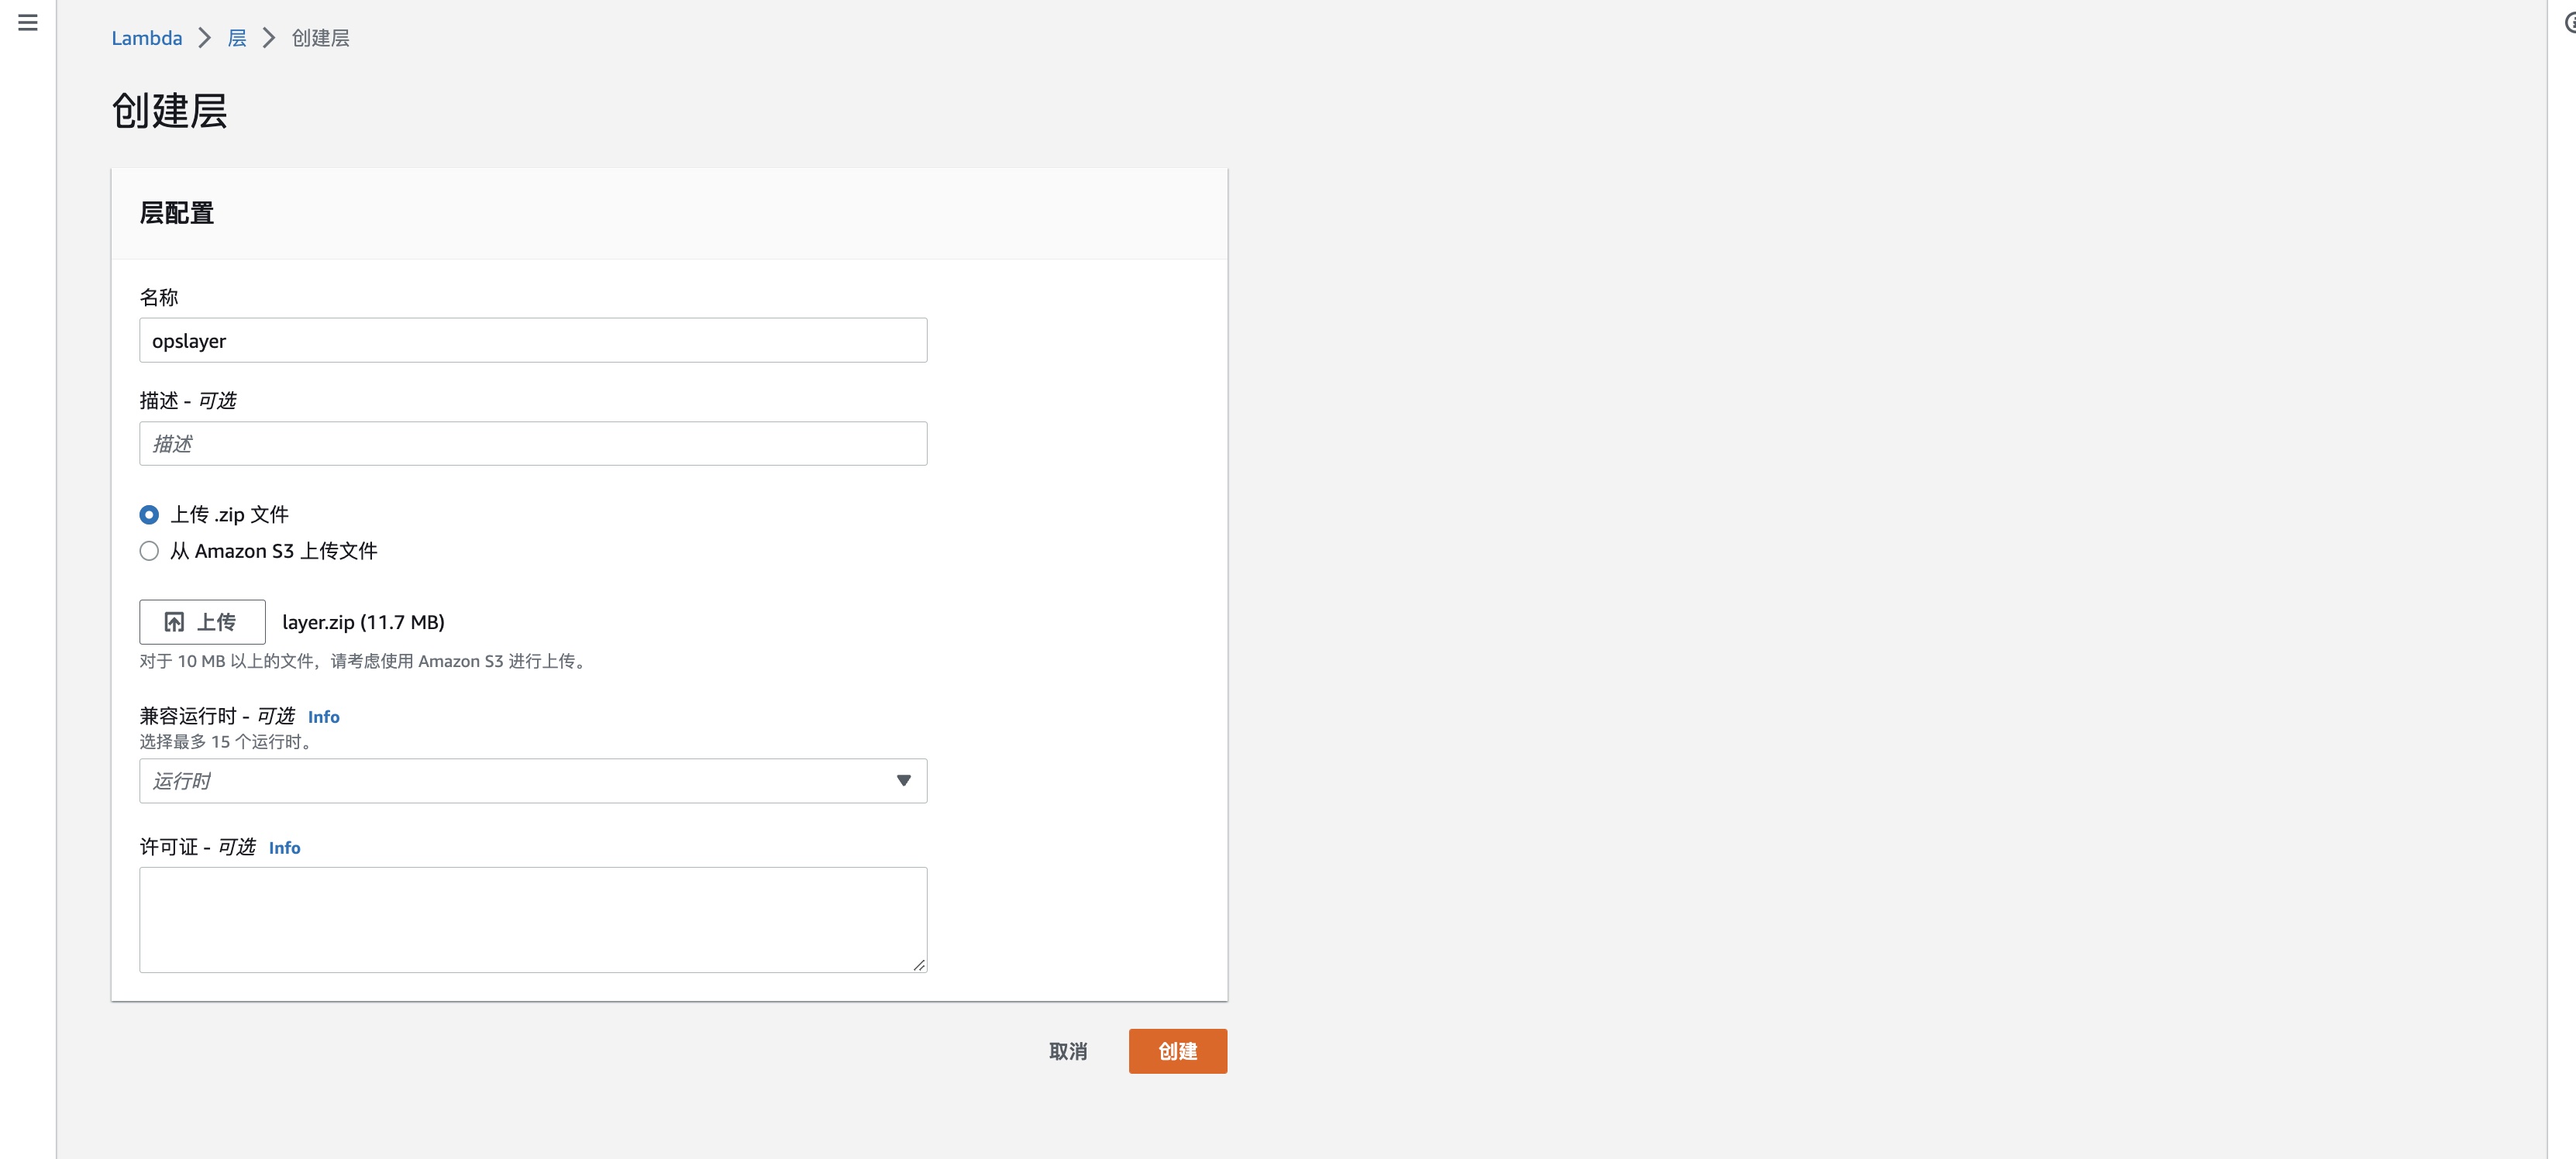 Lambda > 层 > 创建层
创建层
层配置
名称
opslayer
描述 - 可选
描述
上传 .zip 文件
从 Amazon S3 上传文件
上传 layer.zip (11.7 MB)
对于 10 MB 以上的文件，请考虑使用 Amazon S3 进行上传。
兼容运行时 - 可选 Info
选择最多 15 个运行时。
运行时
许可证 - 可选 Info
取消 创建